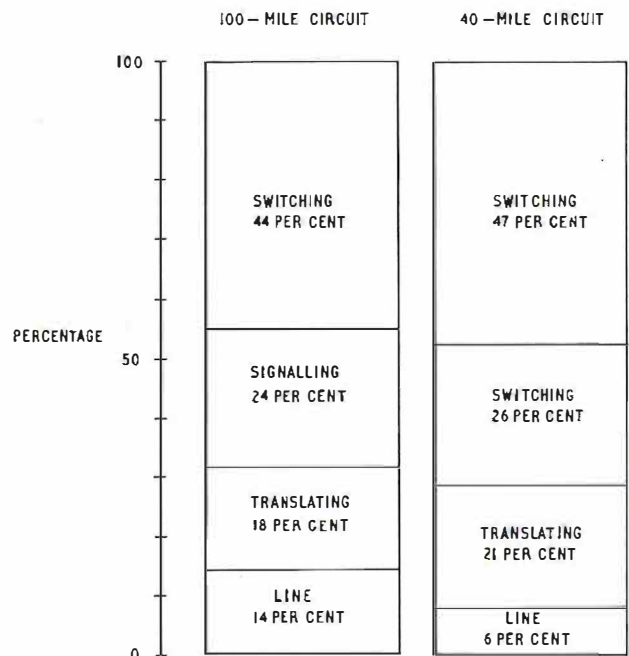 100-MILE CIRCUIT
40-MILE CIRCUIT
100
SWITCHING
44 PER CENT
SWITCHING
47 PER CENT
PERCENTAGE
50
SIGNALLING
24 PER CENT
SWITCHING
26 PER CENT
TRANSLATING
18 PER CENT
TRANSLATING
21 PER CENT
LINE
14 PER CENT
LINE
6 PER CENT
0